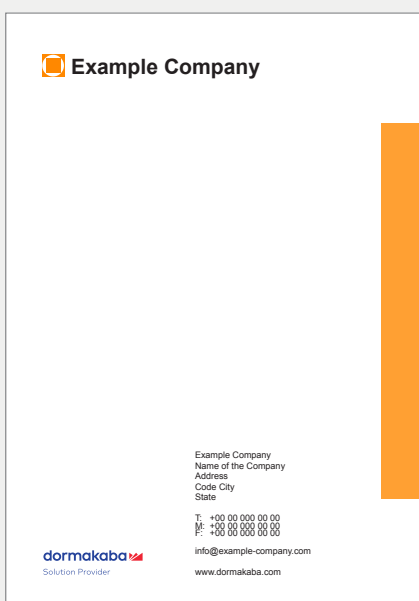 Example Company
Example Company
Name of the Company
Address
Code City
State
T: +00 00 000 00 00
M: +00 00 000 00 00
F: +00 00 000 00 00
info@example-company.com
www.dormakaba.com
dormakaba
Solution Provider